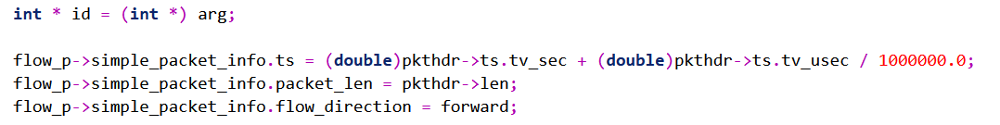 int * id = (int *) arg;
flow_p->simple_packet_info.ts = (double)pkthdr->ts.tv_sec + (double)pkthdr->ts.tv_usec / 1000000.0;
flow_p->simple_packet_info.packet_len = pkthdr->len;
flow_p->simple_packet_info.flow_direction = forward;